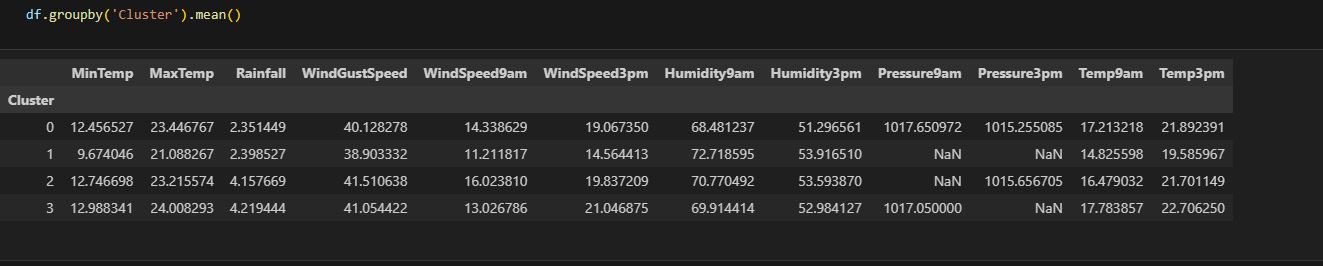 df.groupby('Cluster').mean()
MinTemp MaxTemp Rainfall WindGustSpeed WindSpeed9am WindSpeed3pm Humidity9am Humidity3pm Pressure9am Pressure3pm Temp9am Temp3pm
Cluster
0 12.456527 23.446767 2.351449 40.128278 14.338629 19.067350 68.481237 51.296561 1017.650972 1015.255085 17.213218 21.892391
1 9.674046 21.088267 2.398527 38.903332 11.211817 14.564413 72.718595 53.916510 NaN NaN 14.825598 19.585967
2 12.746698 23.215574 4.157669 41.510638 16.023810 19.837209 70.770492 53.593870 NaN 1015.656705 16.479032 21.701149
3 12.988341 24.008293 4.219444 41.054422 13.026786 21.046875 69.914414 52.984127 1017.050000 NaN 17.783857 22.706250